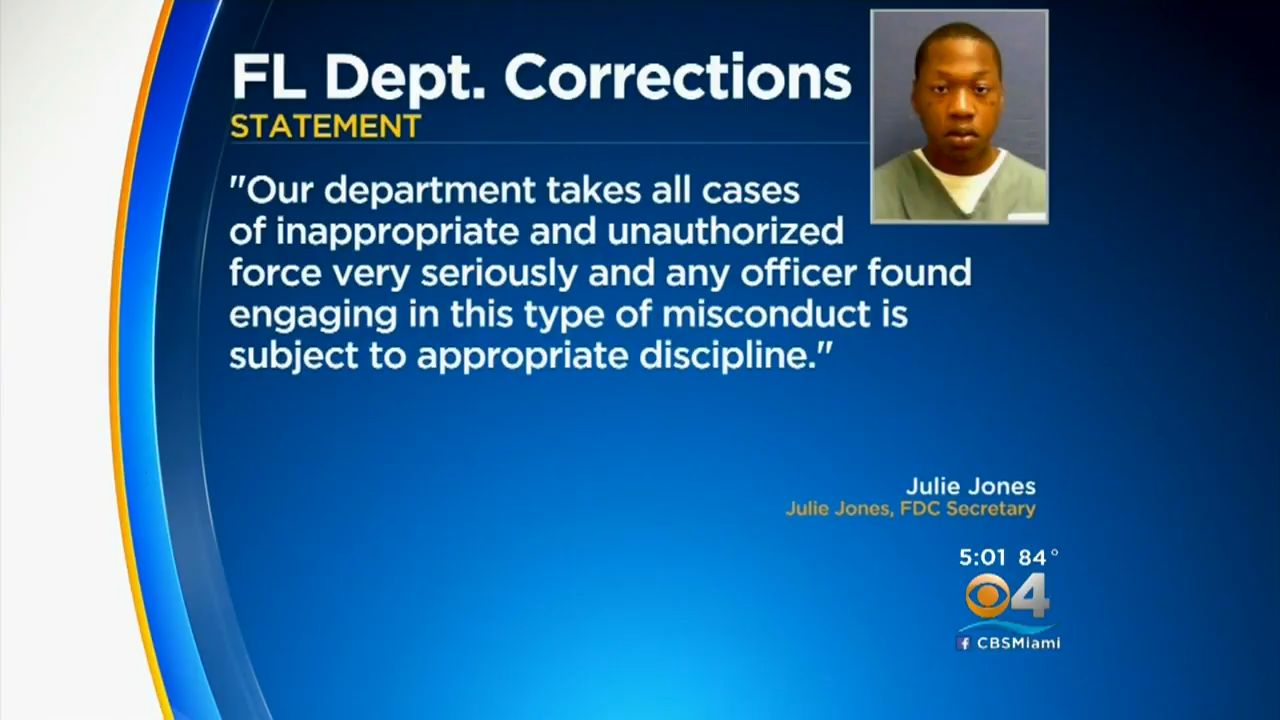 FL Dept. Corrections
STATEMENT
"Our department takes all cases
of inappropriate and unauthorized
force very seriously and any officer found
engaging in this type of misconduct is
subject to appropriate discipline."
Julie Jones
Julie Jones, FDC Secretary
5:01 84°
4
f CBSMiami